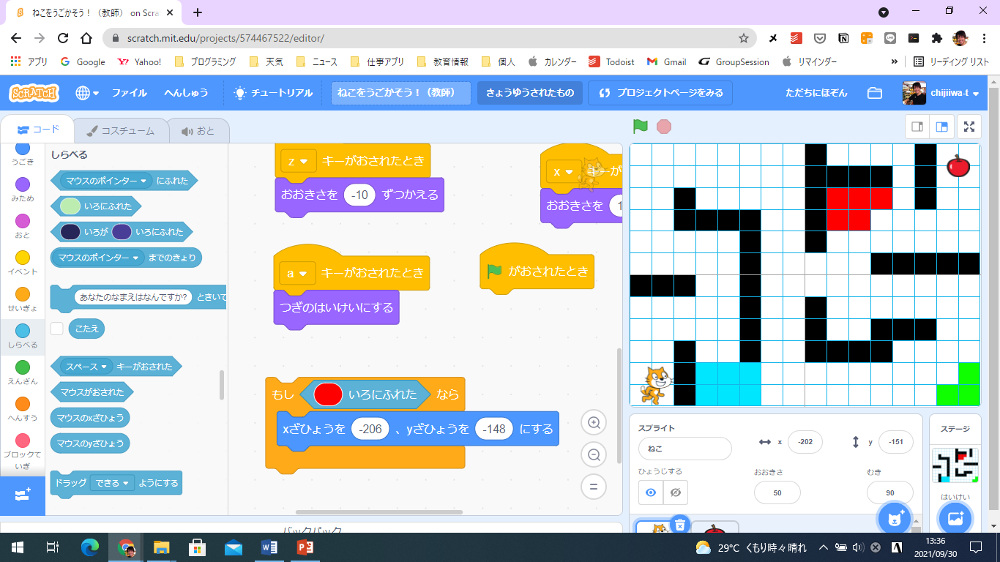 ねこをうごかそう！（教師） on Scra
scratch.mit.edu/projects/574467522/editor/
アプリ Google Yahoo! プログラミング 天気 ニュース 仕事アプリ 教育情報 個人 カレンダー Todoist Gmail GroupSession リマインダー » リーディング リスト
SCRATCH ファイル へんしゅう チュートリアル ねこをうごかそう！（教師） きょうゆうされたもの プロジェクトページをみる ただちにほぞん chijiiwa-t
コード コスチューム おと
うごき
みため
おと
イベント
せいぎょ
しらべる
えんざん
へんすう
ブロックてい
ぎ
しらべる
マウスのポインター にふれた
いろにふれた
いろが いろにふれた
マウスのポインター までのきょり
あなたのなまえはなんですか? ときいて
こたえ
スペース キーがおされた
マウスがおされた
マウスのxざひょう
マウスのyざひょう
ドラッグ できる ようにする
z キーがおされたとき
おおきさを -10 ずつかえる
x キーが
おおきさを 1
a キーがおされたとき
つぎのはいけいにする
がおされたとき
もし いろにふれた なら
xざひょうを -206 、yざひょうを -148 にする
バックパック
スプライト
ねこ
x -202 y -151
ひょうじする おおきさ 50 むき 90
ステージ
はいけい
29°C くもり時々晴れ A 13:36
2021/09/30